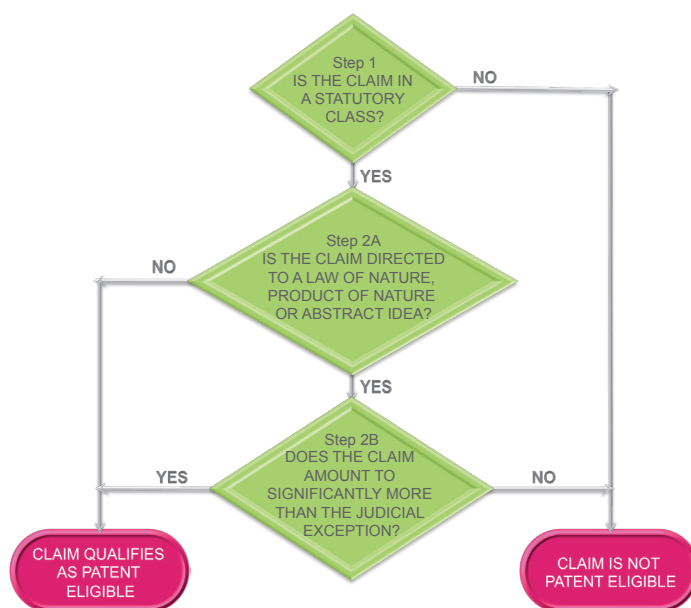 Step 1
IS THE CLAIM IN
A STATUTORY
CLASS?
NO
YES
Step 2A
IS THE CLAIM DIRECTED
TO A LAW OF NATURE,
PRODUCT OF NATURE
OR ABSTRACT IDEA?
NO
YES
Step 2B
DOES THE CLAIM
AMOUNT TO
SIGNIFICANTLY MORE
THAN THE JUDICIAL
EXCEPTION?
YES
NO
CLAIM QUALIFIES
AS PATENT
ELIGIBLE
CLAIM IS NOT
PATENT ELIGIBLE